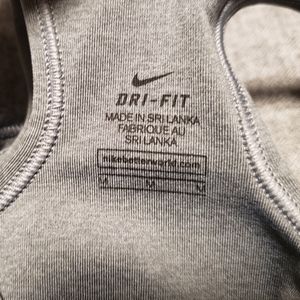 DRI-FIT
MADE IN SRI LANKA
FABRIQUE AU
SRI LANKA
nikebetterworld.com
M M M